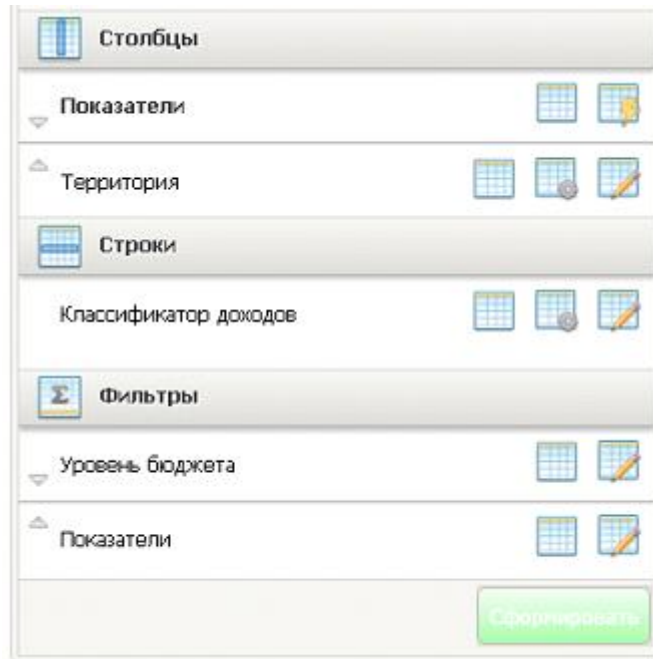 Столбцы
Показатели
Территория
Строки
Классификатор доходов
Фильтры
Уровень бюджета
Показатели
Сформировать